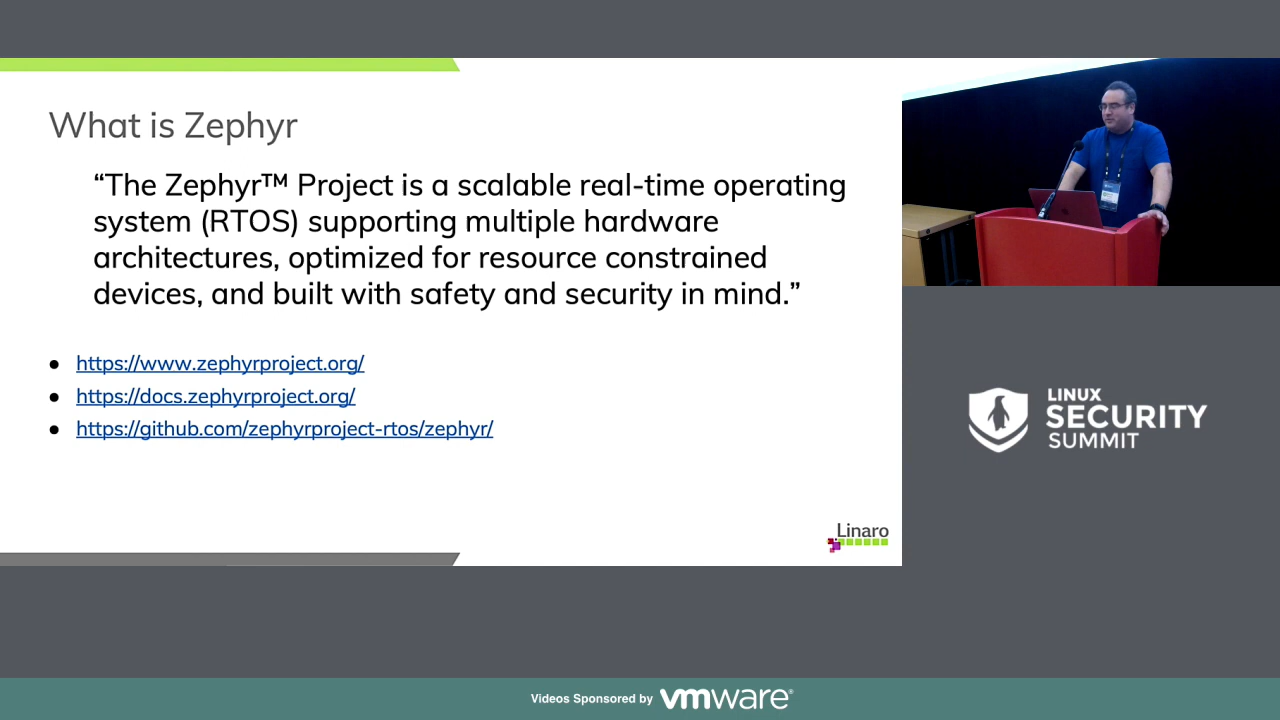 What is Zephyr
“The Zephyr™ Project is a scalable real-time operating
system (RTOS) supporting multiple hardware
architectures, optimized for resource constrained
devices, and built with safety and security in mind.”
● https://www.zephyrproject.org/
● https://docs.zephyrproject.org/
● https://github.com/zephyrproject-rtos/zephyr/
Linaro
LINUX
SECURITY
SUMMIT
Videos Sponsored by vmware®